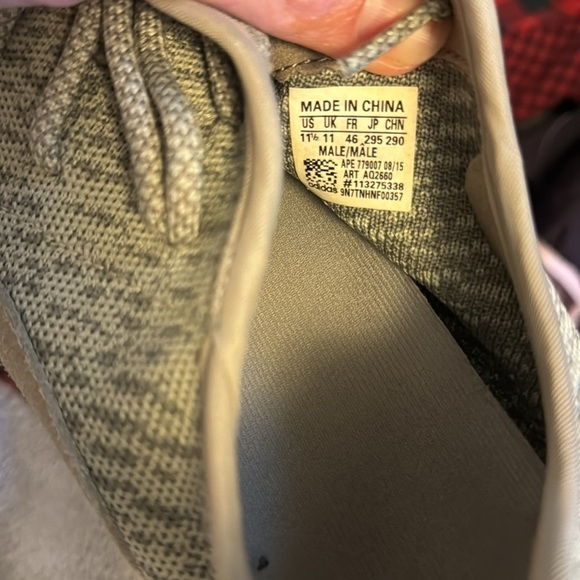 MADE IN CHINA
US UK FR JP CHN
11½ 11 46 295 290
MALE/MALE
APE 779007 08/15
ART AQ2660
adidas #113275338
9N7TNHNF00357